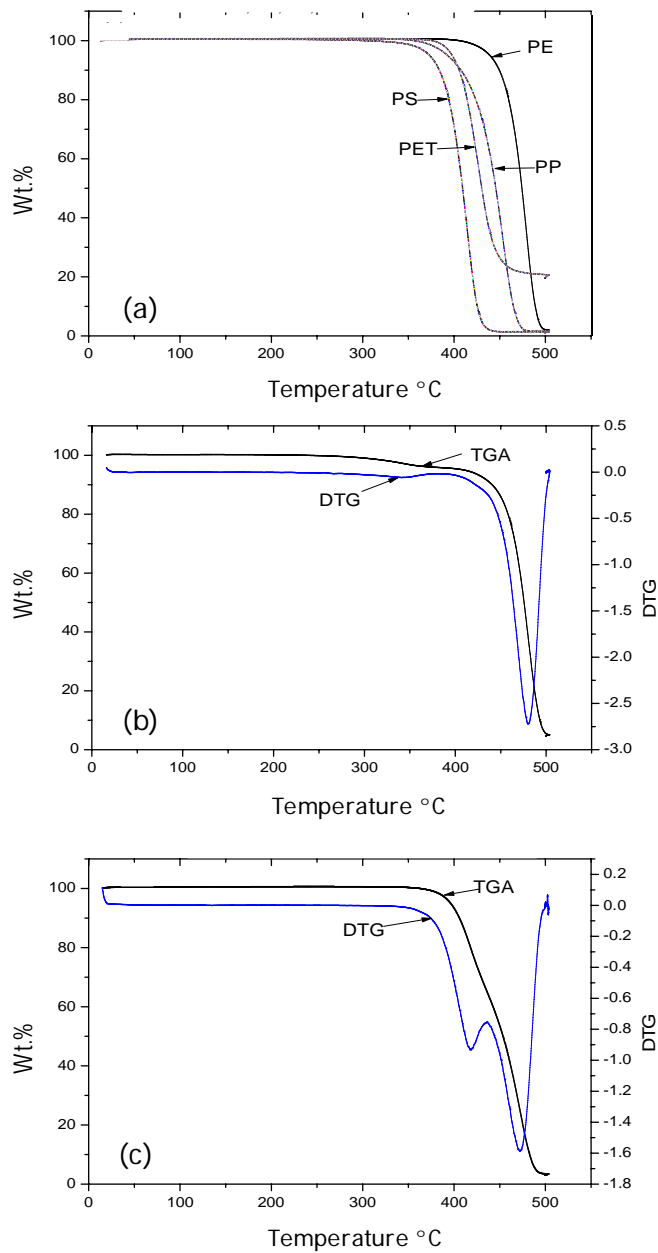 100
80
60
40
20
0
Wt.%
PE
PS
PET
PP
(a)
0 100 200 300 400 500
Temperature °C
100
80
60
40
20
0
Wt.%
TGA
DTG
(b)
0.5
0.0
-0.5
-1.0
-1.5
-2.0
-2.5
-3.0
DTG
0 100 200 300 400 500
Temperature °C
100
80
60
40
20
0
Wt.%
TGA
DTG
(c)
0.2
0.0
-0.2
-0.4
-0.6
-0.8
-1.0
-1.2
-1.4
-1.6
-1.8
DTG
0 100 200 300 400 500
Temperature °C